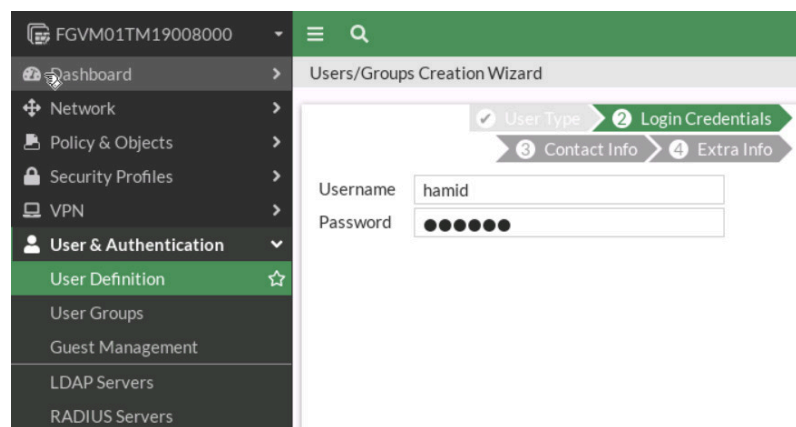 FGVM01TM19008000
Dashboard
Network
Policy & Objects
Security Profiles
VPN
User & Authentication
User Definition
User Groups
Guest Management
LDAP Servers
RADIUS Servers
Users/Groups Creation Wizard
User Type 2 Login Credentials
3 Contact Info 4 Extra Info
Username hamid
Password ●●●●●●